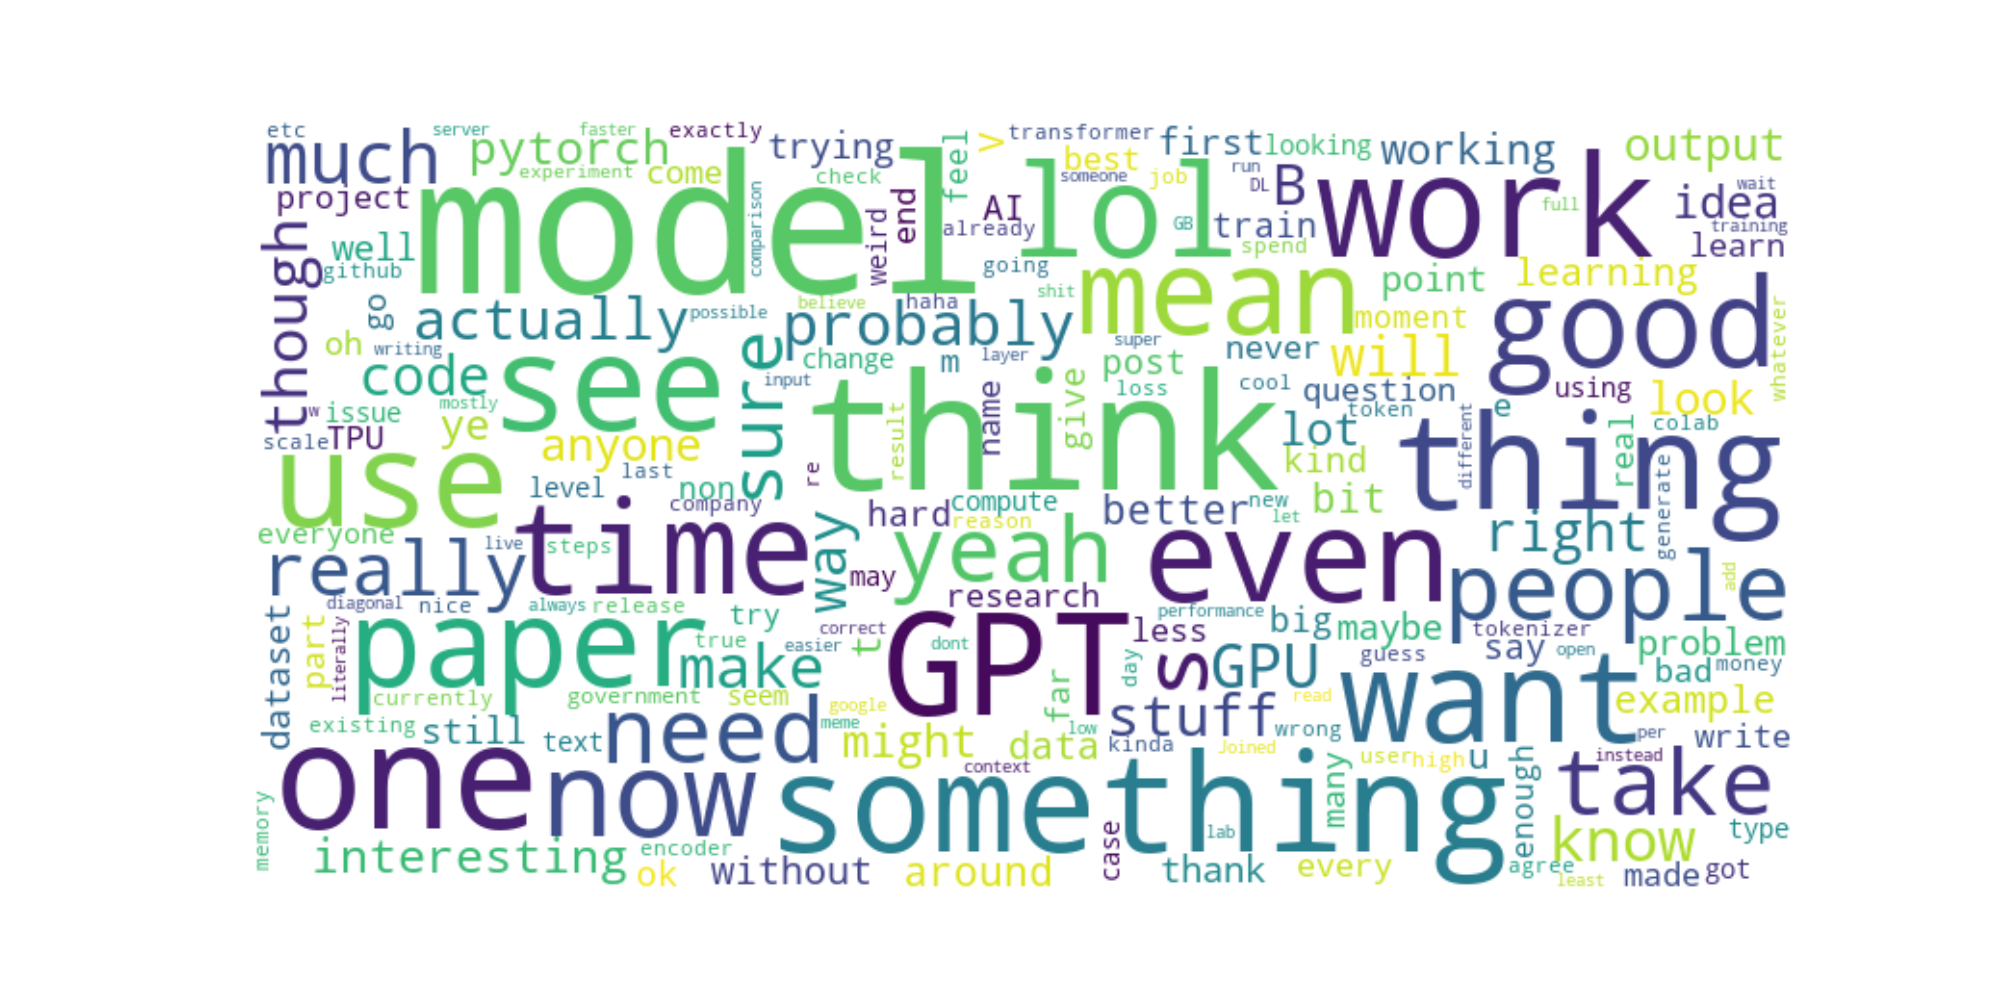 etc
server
faster
exactly
transformer
first
looking
working
output
much
pytorch
trying
V
best
experiment
come
check
feel
someone
job
run
DL
B
work
wait
idea
full
project
model
comparison
weird
end
AI
already
lol
GB
train
spend
training
learn
though
well
github
going
mean
point
learning
go
actually
possible
believe
haha
shit
probably
moment
good
whatever
oh
writing
code
see
sure
change
m
layer
super
post
never
will
input
think
name
give
loss
cool
question
using
look
w
issue
mostly
ye
result
token
e
scale
TPU
anyone
lot
thing
different
real
colab
use
last
re
kind
level
non
company
compute
better
new
bit
generate
everyone
time
way
hard
reason
let
right
really
live
steps
yeah
even
people
add
may
research
diagonal
nice
always
release
try
performance
big
maybe
tokenizer
dataset
part
literally
paper
true
correct
easier
t
GPT
dont
less
s
GPU
guess
say
open
problem
make
day
bad
money
currently
government
seem
far
want
read
example
existing
still
need
google
meme
stuff
low
wrong
per
write
text
might
data
kinda
Joined
user
high
u
instead
one
now
something
context
many
enough
take
memory
lab
case
know
type
interesting
encoder
ok
without
around
thank
every
agree
least
made
got